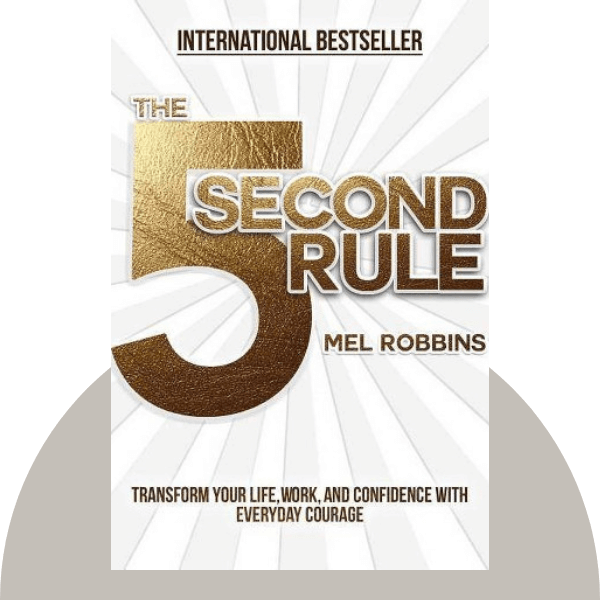 INTERNATIONAL BESTSELLER
THE
5
SECOND
RULE
MEL ROBBINS
TRANSFORM YOUR LIFE, WORK, AND CONFIDENCE WITH
EVERYDAY COURAGE